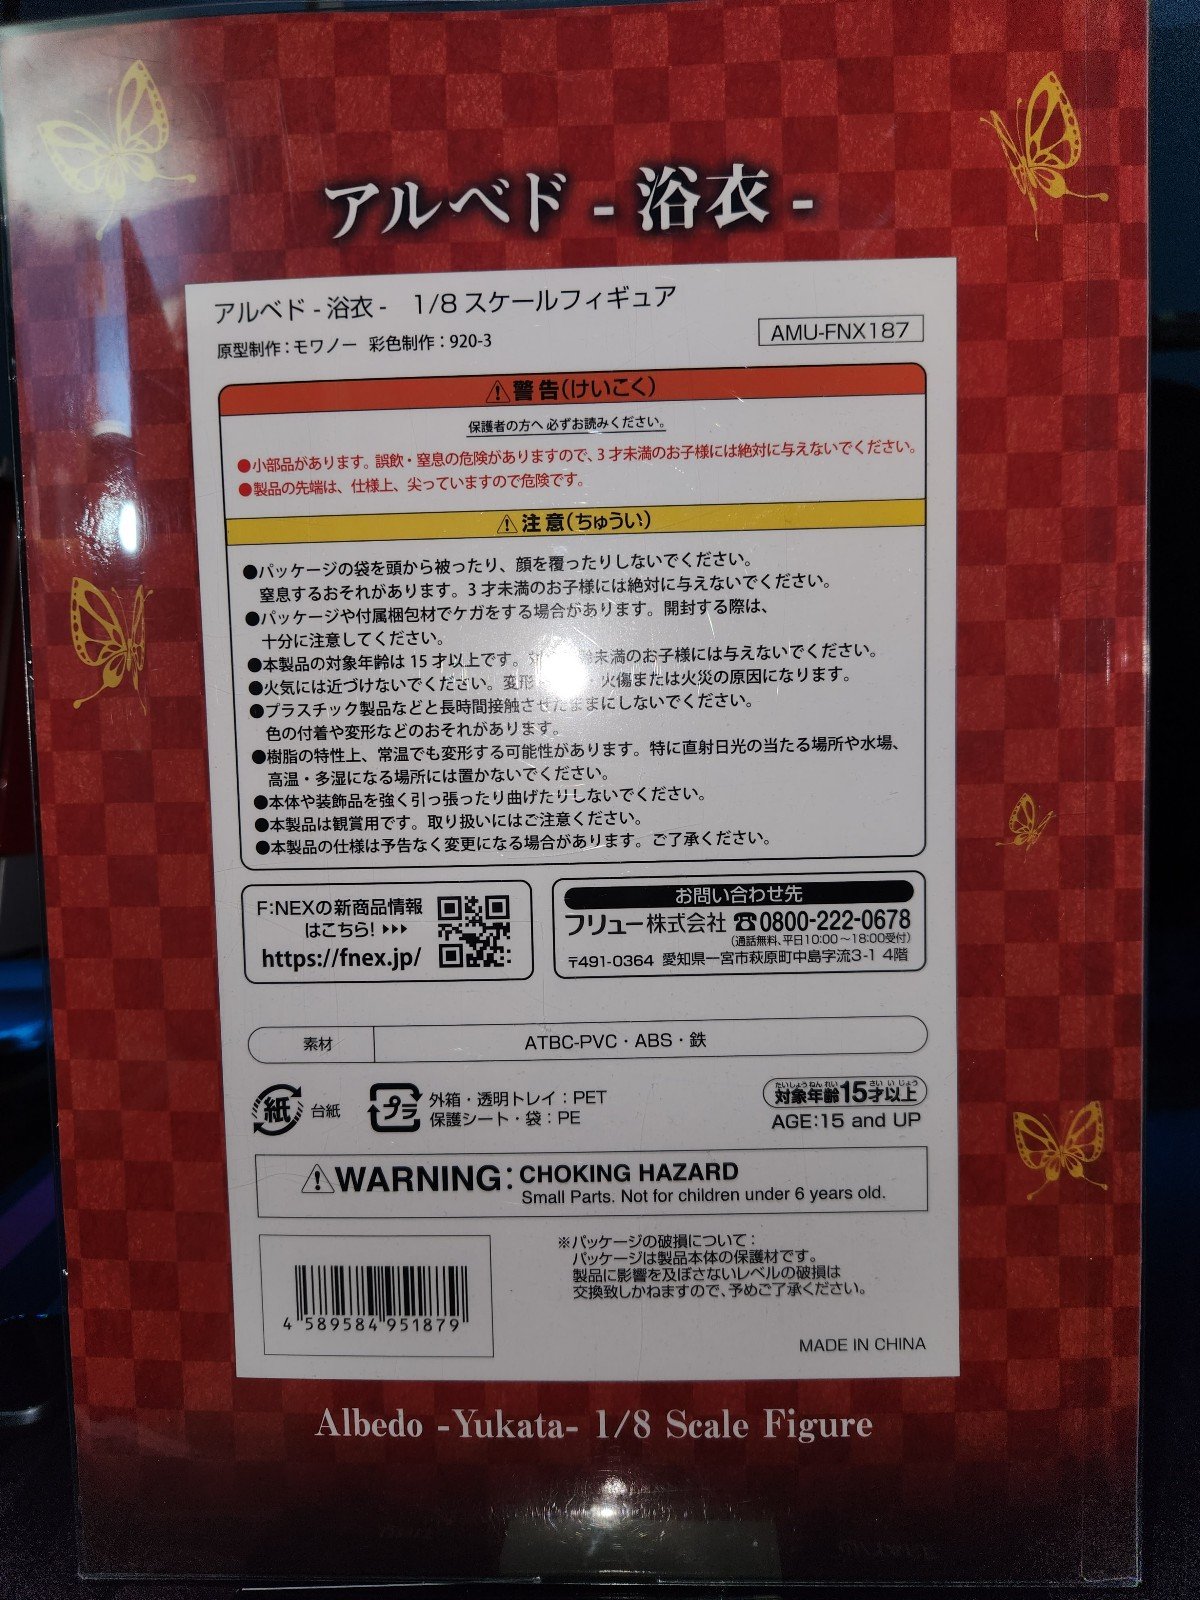 アルベド - 浴衣 -
アルベド - 浴衣 - 1/8 スケールフィギュア
原型制作：モワノー 彩色制作：920-3
AMU-FNX187
⚠警告(けいこく)
保護者の方へ 必ずお読みください。
●小部品があります。誤飲・窒息の危険がありますので、3才未満のお子様には絶対に与えないでください。
●製品の先端は、仕様上、尖っていますので危険です。
⚠注意(ちゅうい)
●パッケージの袋を頭から被ったり、顔を覆ったりしないでください。
窒息するおそれがあります。3才未満のお子様には絶対に与えないでください。
●パッケージや付属梱包材でケガをする場合があります。開封する際は、
十分に注意してください。
●本製品の対象年齢は15才以上です。対 齢未満のお子様には与えないでください。
●火気には近づけないでください。変形・ ・火傷または火災の原因になります。
●プラスチック製品などと長時間接触させたままにしないでください。
色の付着や変形などのおそれがあります。
●樹脂の特性上、常温でも変形する可能性があります。特に直射日光の当たる場所や水場、
高温・多湿になる場所には置かないでください。
●本体や装飾品を強く引っ張ったり曲げたりしないでください。
●本製品は観賞用です。取り扱いにはご注意ください。
●本製品の仕様は予告なく変更になる場合があります。ご了承ください。
F:NEXの新商品情報
はこちら! ▸▸▸
https://fnex.jp/
お問い合わせ先
フリュー株式会社 ☎0800-222-0678
(通話無料、平日10:00～18:00受付)
〒491-0364 愛知県一宮市萩原町中島字流3-1 4階
素材 ATBC-PVC・ABS・鉄
紙 台紙
プラ 外箱・透明トレイ：PET
保護シート・袋：PE
たいしょうねんれい さいいじょう
対象年齢15才以上
AGE:15 and UP
⚠WARNING: CHOKING HAZARD
Small Parts. Not for children under 6 years old.
4 589584 951879
※パッケージの破損について：
パッケージは製品本体の保護材です。
製品に影響を及ぼさないレベルの破損は
交換致しかねますので、予めご了承ください。
MADE IN CHINA
Albedo -Yukata- 1/8 Scale Figure